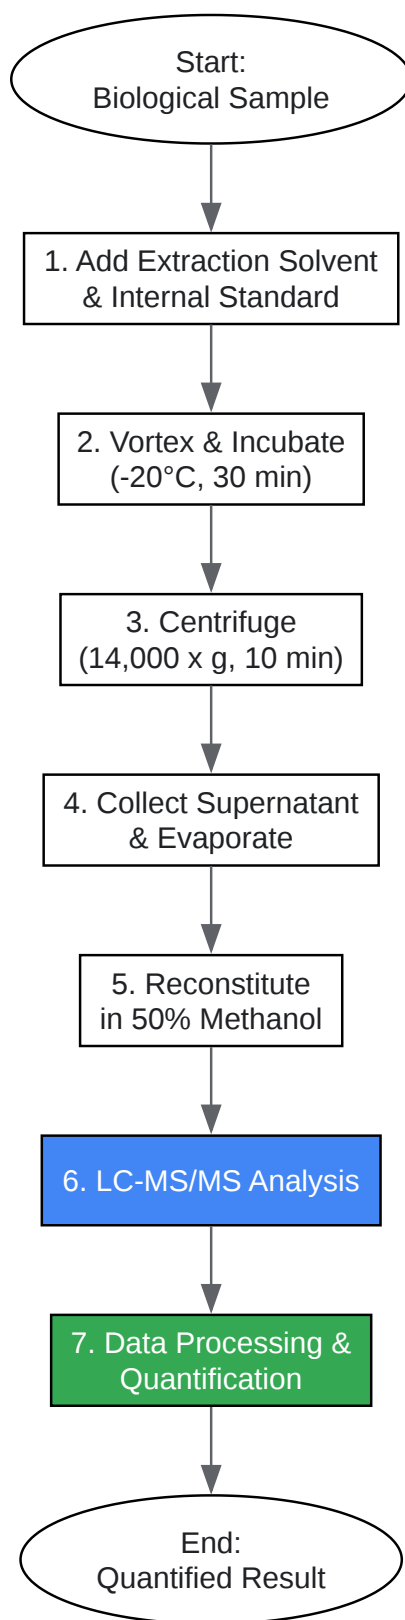 Start:
Biological Sample
1. Add Extraction Solvent
& Internal Standard
2. Vortex & Incubate
(-20°C, 30 min)
3. Centrifuge
(14,000 x g, 10 min)
4. Collect Supernatant
& Evaporate
5. Reconstitute
in 50% Methanol
6. LC-MS/MS Analysis
7. Data Processing &
Quantification
End:
Quantified Result